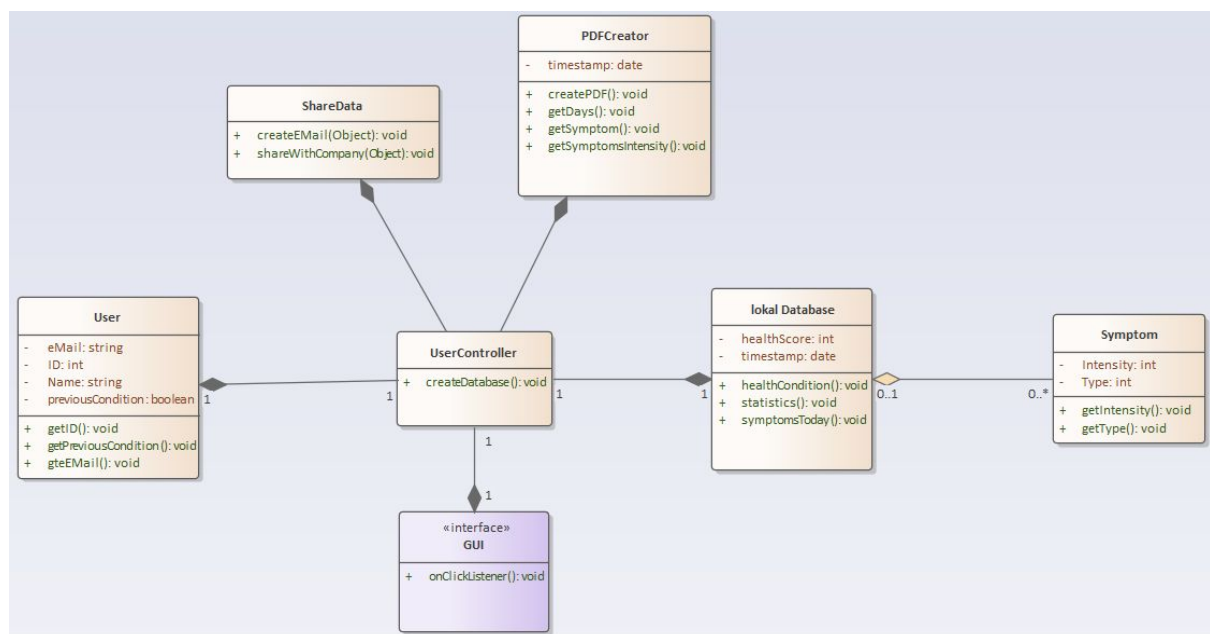 PDFCreator
- timestamp: date
+ createPDF(): void
+ getDays(): void
+ getSymptom(): void
+ getSymptomsIntensity(): void
ShareData
+ createEMail(Object): void
+ shareWithCompany(Object): void
User
- eMail: string
- ID: int
- Name: string
- previousCondition: boolean
+ getID(): void
+ getPreviousCondition(): void
+ gteEMail(): void
1
1
UserController
+ createDatabase(): void
1
1
lokal Database
- healthScore: int
- timestamp: date
+ healthCondition(): void
+ statistics(): void
+ symptomsToday(): void
0..1
0..*
Symptom
- Intensity: int
- Type: int
+ getIntensity(): void
+ getType(): void
1
1
«interface»
GUI
+ onClickListener(): void